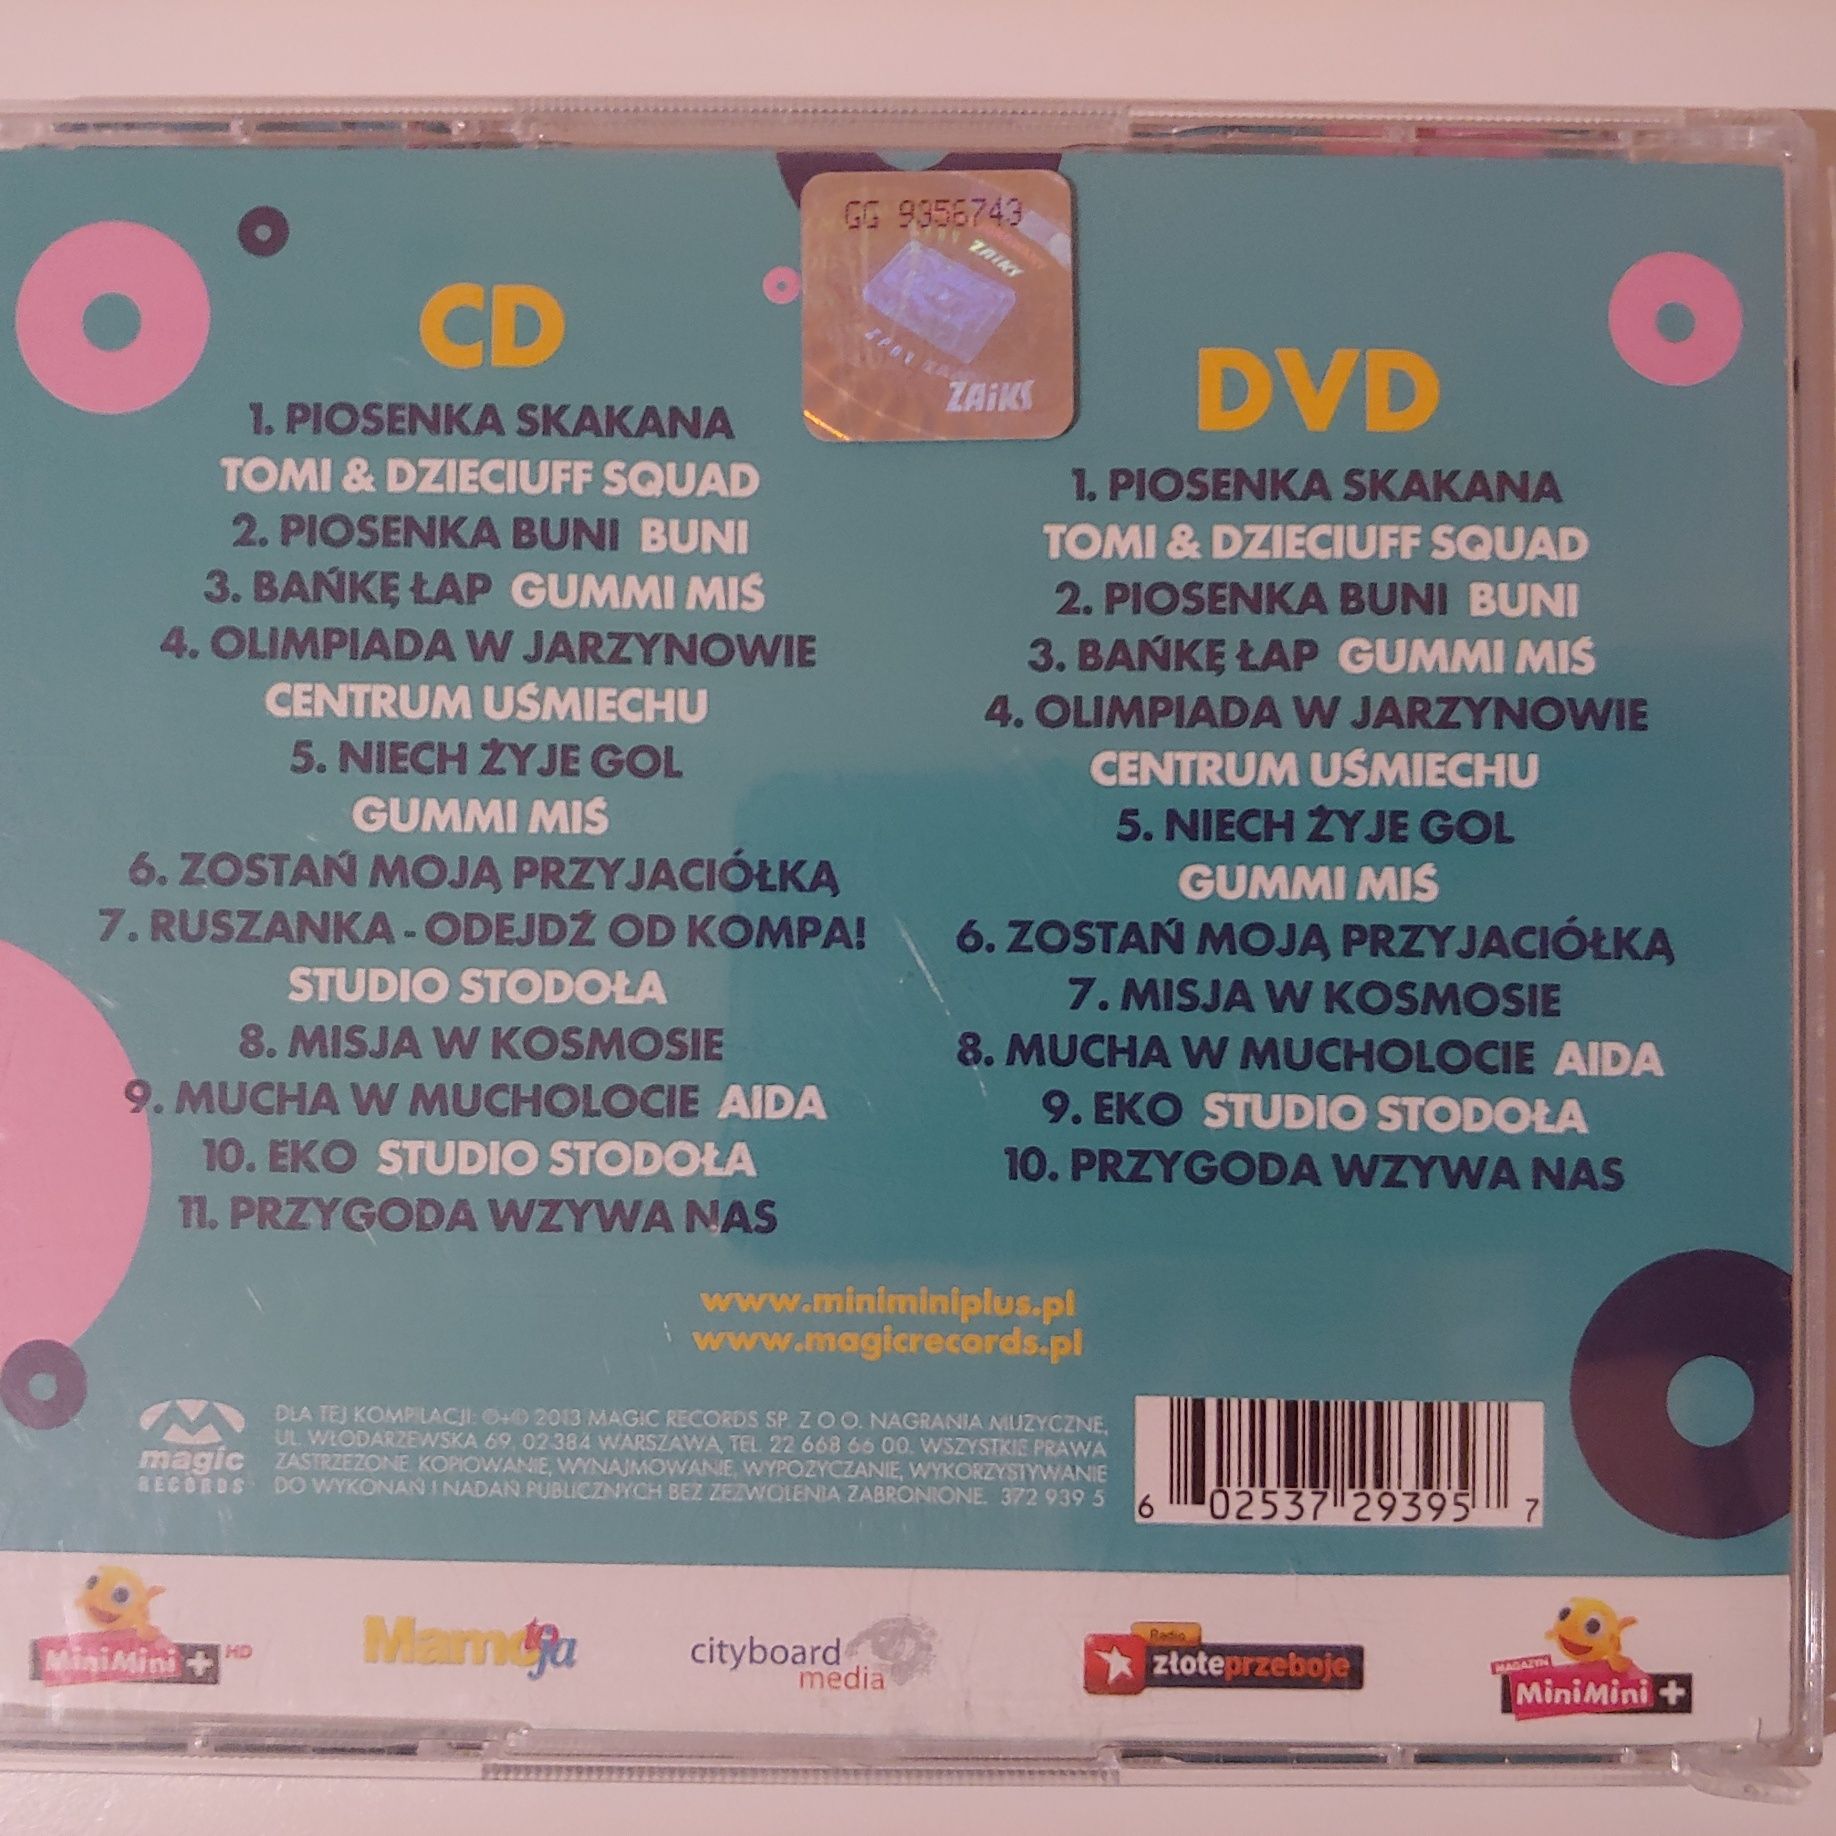 GG 9356743
ZAiKS
ZAiKS
CD
1. PIOSENKA SKAKANA
TOMI & DZIECIUFF SQUAD
2. PIOSENKA BUNI BUNI
3. BAŃKĘ ŁAP GUMMI MIŚ
4. OLIMPIADA W JARZYNOWIE
CENTRUM UŚMIECHU
5. NIECH ŻYJE GOL
GUMMI MIŚ
6. ZOSTAŃ MOJĄ PRZYJACIÓŁKĄ
7. RUSZANKA - ODEJDŹ OD KOMPA!
STUDIO STODOŁA
8. MISJA W KOSMOSIE
9. MUCHA W MUCHOLOCIE AIDA
10. EKO STUDIO STODOŁA
11. PRZYGODA WZYWA NAS
DVD
1. PIOSENKA SKAKANA
TOMI & DZIECIUFF SQUAD
2. PIOSENKA BUNI BUNI
3. BAŃKĘ ŁAP GUMMI MIŚ
4. OLIMPIADA W JARZYNOWIE
CENTRUM UŚMIECHU
5. NIECH ŻYJE GOL
GUMMI MIŚ
6. ZOSTAŃ MOJĄ PRZYJACIÓŁKĄ
7. MISJA W KOSMOSIE
8. MUCHA W MUCHOLOCIE AIDA
9. EKO STUDIO STODOŁA
10. PRZYGODA WZYWA NAS
www.miniminiplus.pl
www.magicrecords.pl
magic
RECORDS
DLA TEJ KOMPILACJI: ℗+© 2013 MAGIC RECORDS SP. Z O O. NAGRANIA MUZYCZNE,
UL. WŁODARZEWSKA 69, 02-384 WARSZAWA, TEL. 22 668 66 00. WSZYSTKIE PRAWA
ZASTRZEŻONE. KOPIOWANIE, WYNAJMOWANIE, WYPOŻYCZANIE, WYKORZYSTYWANIE
DO WYKONAŃ I NADAŃ PUBLICZNYCH BEZ ZEZWOLENIA ZABRONIONE. 372 939 5
6 02537 29395 7
MiniMini + HD
Mamo to ja
cityboard
media
Radio
złoteprzeboje
MAGAZYN
MiniMini +